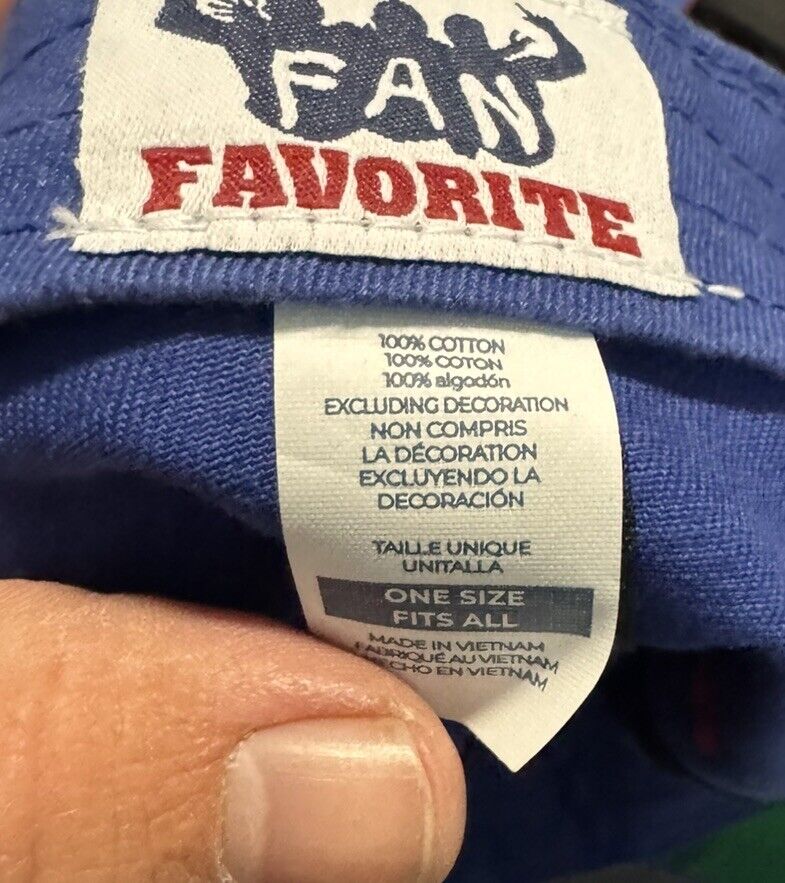 FAN
FAVORITE
100% COTTON
100% COTON
100% algodón
EXCLUDING DECORATION
NON COMPRIS
LA DÉCORATION
EXCLUYENDO LA
DECORACIÓN
TAILLE UNIQUE
UNITALLA
ONE SIZE
FITS ALL
MADE IN VIETNAM
FABRIQUÉ AU VIETNAM
HECHO EN VIETNAM